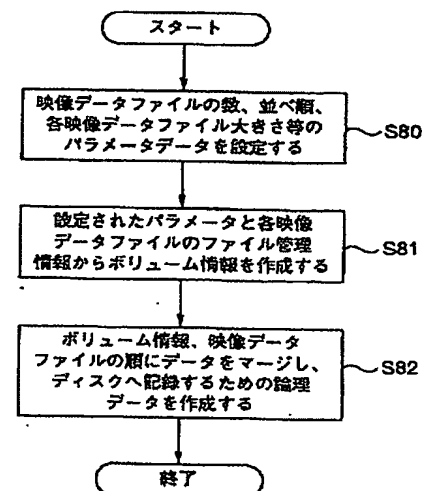 スタート
映像データファイルの数、並べ順、
各映像データファイル大きさ等の
パラメータデータを設定する
S80
設定されたパラメータと各映像
データファイルのファイル管理
情報からボリューム情報を作成する
S81
ボリューム情報、映像データ
ファイルの順にデータをマージし、
ディスクへ記録するための論理
データを作成する
S82
終了